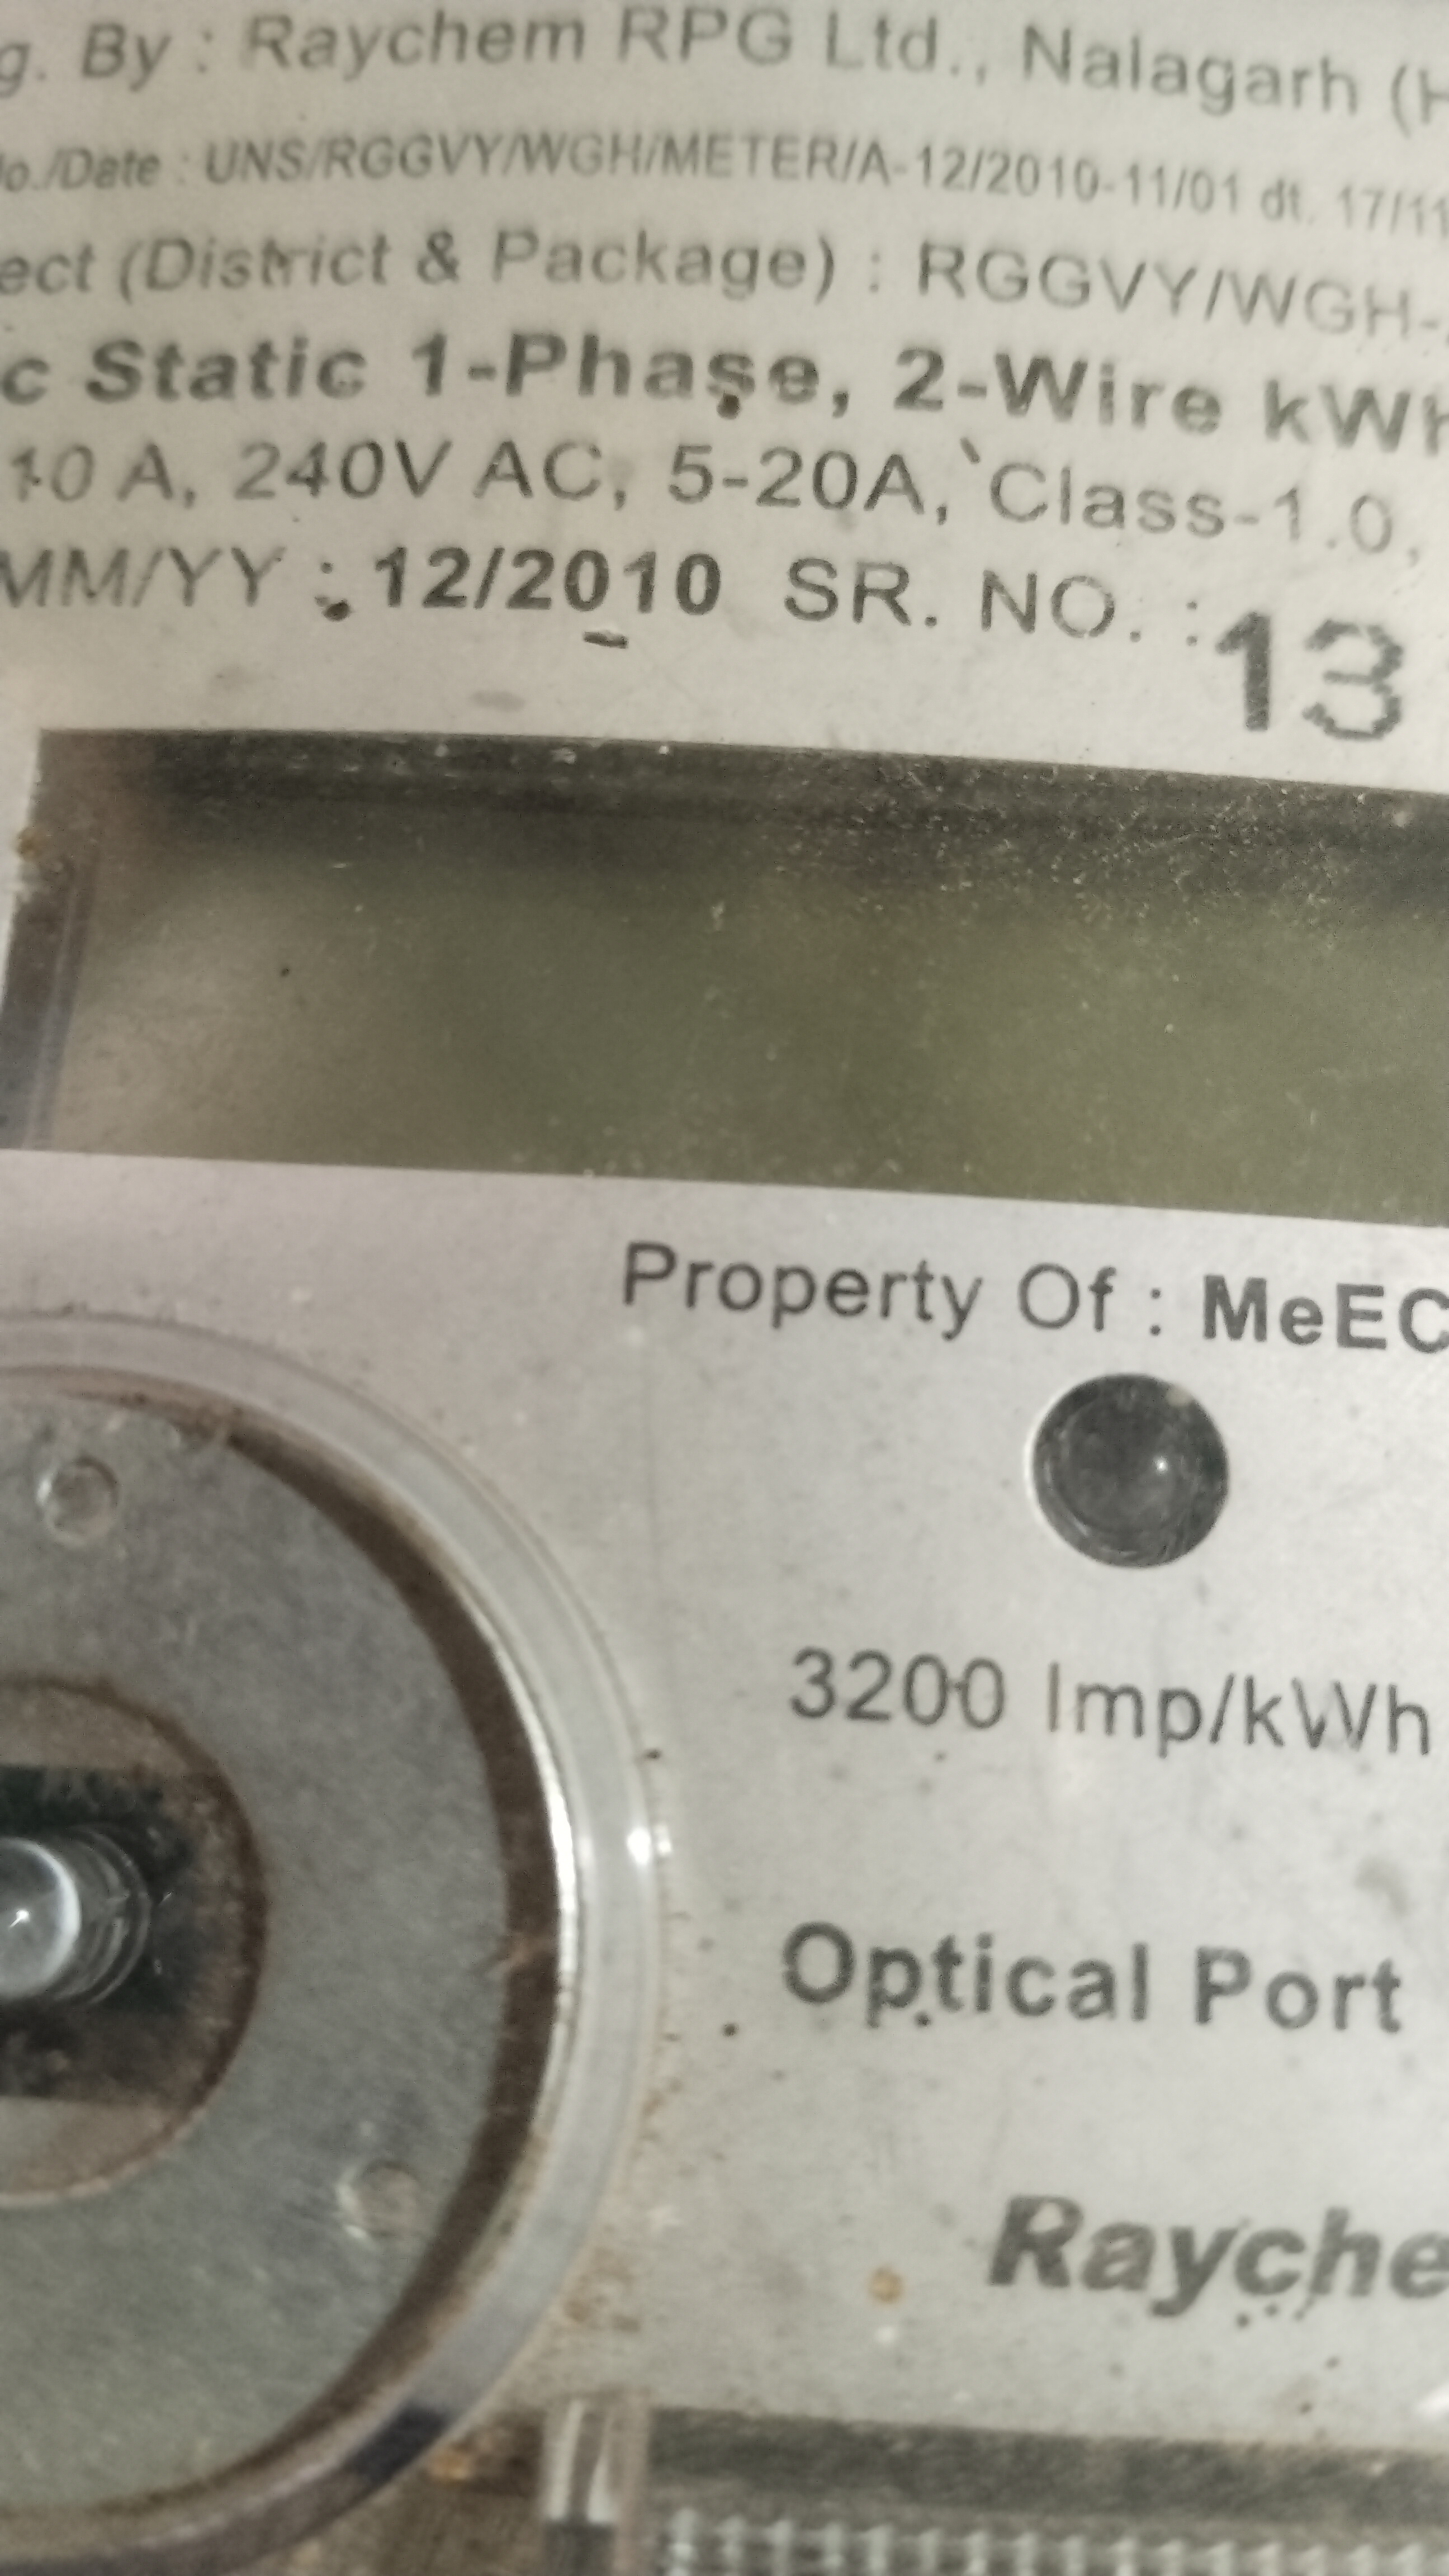 g. By : Raychem RPG Ltd., Nalagarh (H
No./Date : UNS/RGGVY/WGH/METER/A-12/2010-11/01 dt. 17/11
ect (District & Package) : RGGVY/WGH-
c Static 1-Phase, 2-Wire kWh
10 A, 240V AC, 5-20A, Class-1.0,
MM/YY : 12/2010 SR. NO. : 13
Property Of : MeEC
3200 Imp/kWh
Optical Port
Rayche